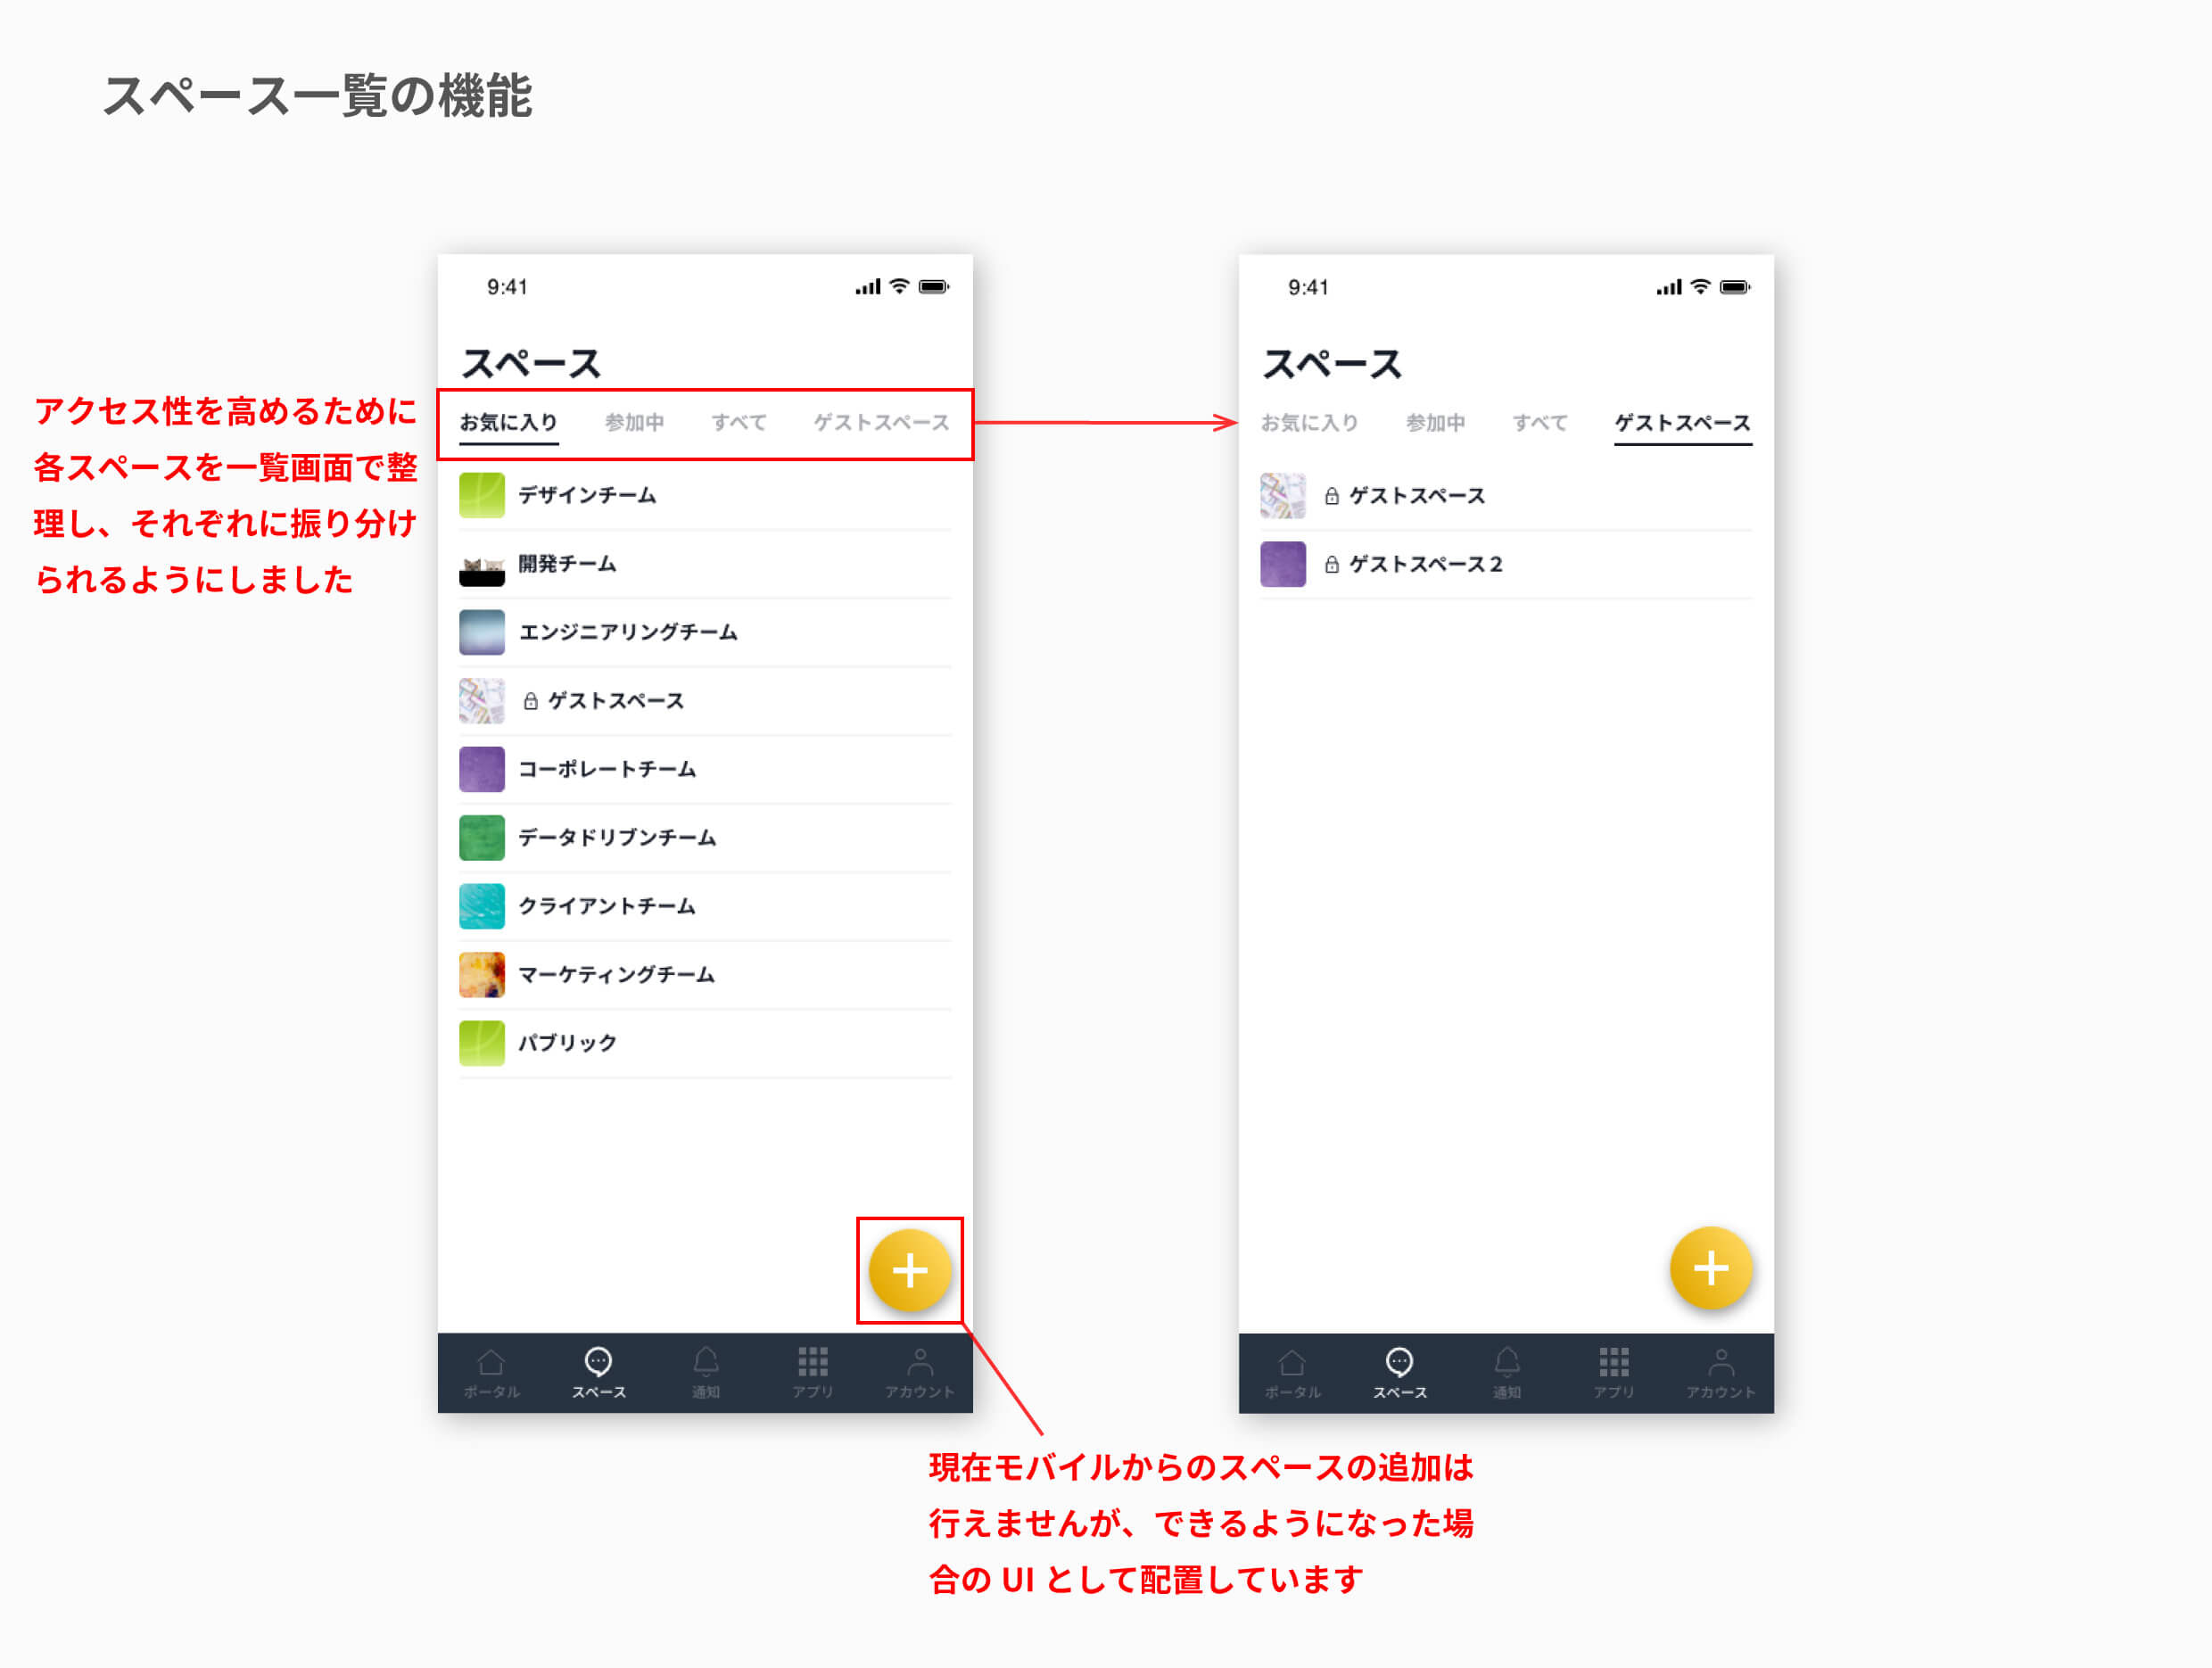 スペース一覧の機能
アクセス性を高めるために
各スペースを一覧画面で整
理し、それぞれに振り分け
られるようにしました
9:41
スペース
お気に入り 参加中 すべて ゲストスペース
デザインチーム
開発チーム
エンジニアリングチーム
ゲストスペース
コーポレートチーム
データドリブンチーム
クライアントチーム
マーケティングチーム
パブリック
ポータル スペース 通知 アプリ アカウント
9:41
スペース
お気に入り 参加中 すべて ゲストスペース
ゲストスペース
ゲストスペース２
ポータル スペース 通知 アプリ アカウント
現在モバイルからのスペースの追加は
行えませんが、できるようになった場
合の UI として配置しています